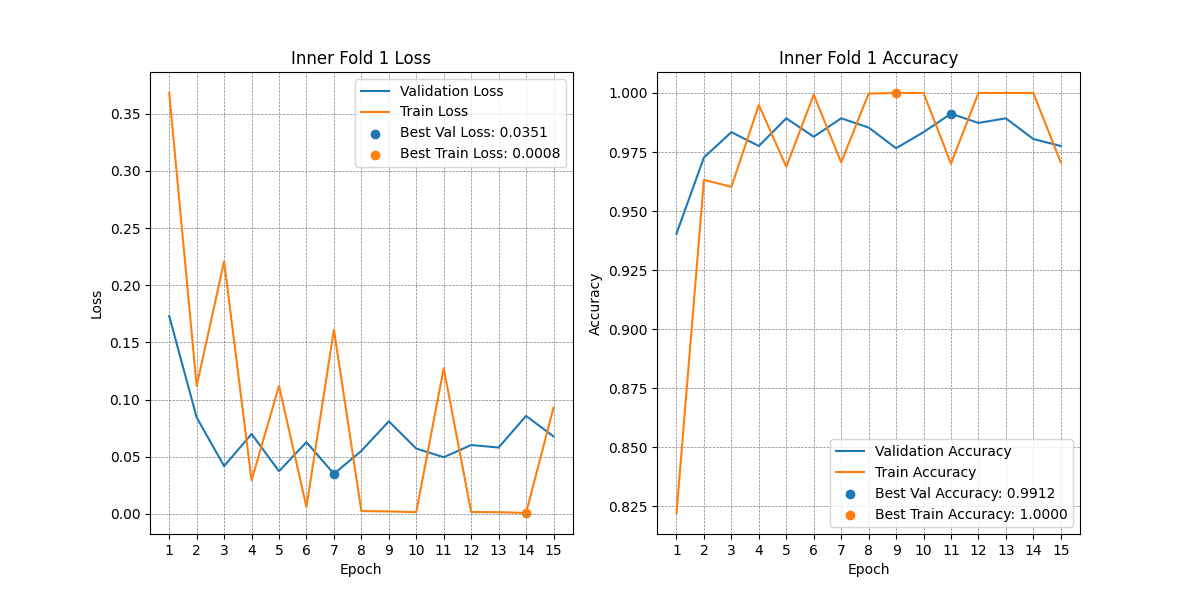 Inner Fold 1 Loss
Validation Loss
Train Loss
Best Val Loss: 0.0351
Best Train Loss: 0.0008
0.35
0.30
0.25
0.20
0.15
0.10
0.05
0.00
Loss
1 2 3 4 5 6 7 8 9 10 11 12 13 14 15
Epoch
Inner Fold 1 Accuracy
1.000
0.975
0.950
0.925
0.900
0.875
0.850
0.825
Accuracy
Validation Accuracy
Train Accuracy
Best Val Accuracy: 0.9912
Best Train Accuracy: 1.0000
1 2 3 4 5 6 7 8 9 10 11 12 13 14 15
Epoch